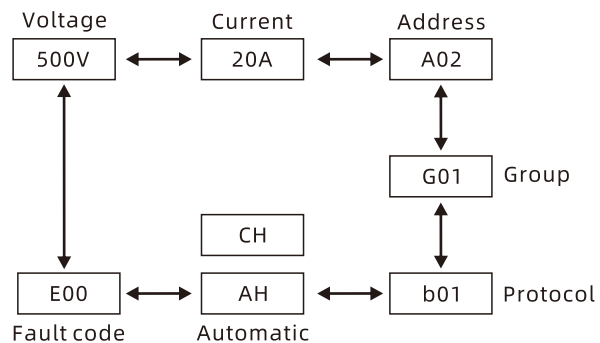 Voltage
Current
Address
500V
20A
A02
G01
Group
CH
E00
AH
b01
Protocol
Fault code
Automatic